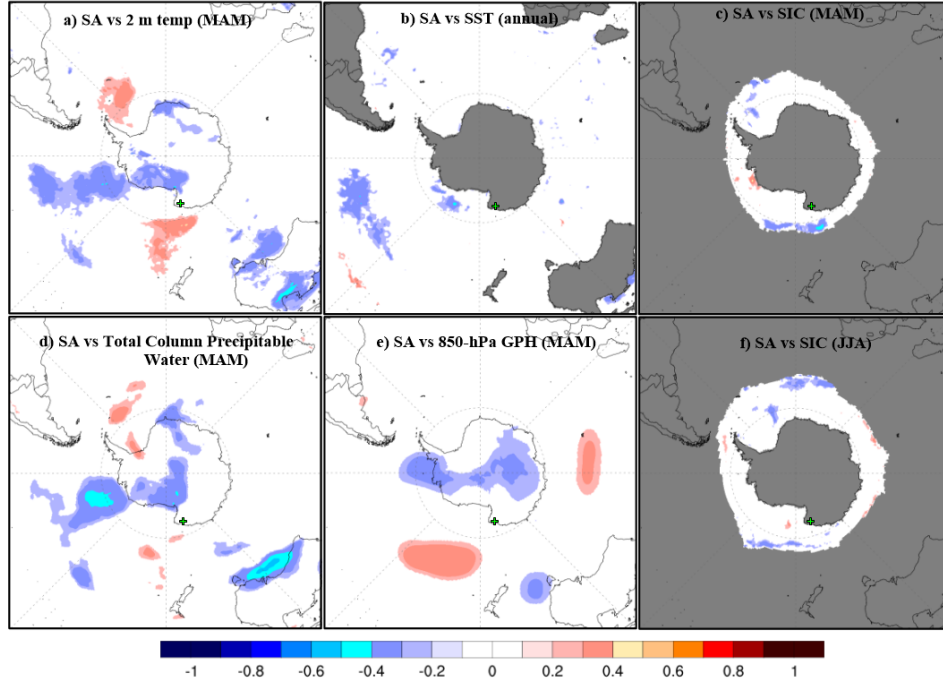 a) SA vs 2 m temp (MAM)
b) SA vs SST (annual)
c) SA vs SIC (MAM)
d) SA vs Total Column Precipitable
Water (MAM)
e) SA vs 850-hPa GPH (MAM)
f) SA vs SIC (JJA)
-1 -0.8 -0.6 -0.4 -0.2 0 0.2 0.4 0.6 0.8 1